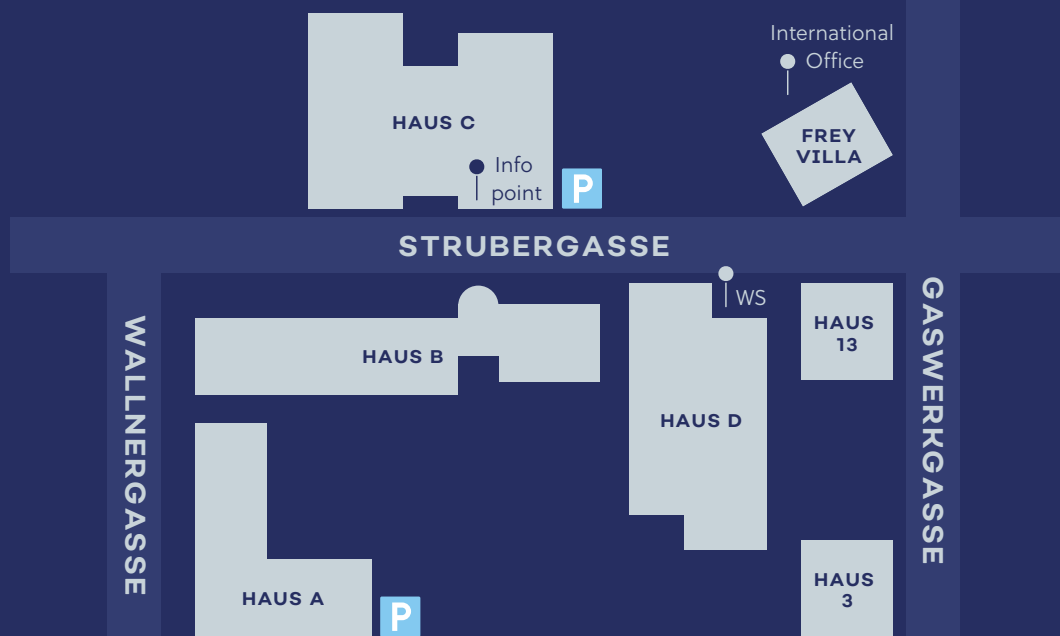 International
Office
FREY
VILLA
HAUS C
Info
point
P
STRUBERGASSE
WS
WALLNERGASSE
HAUS B
HAUS D
HAUS
13
GASWERKGASSE
HAUS A
P
HAUS
3